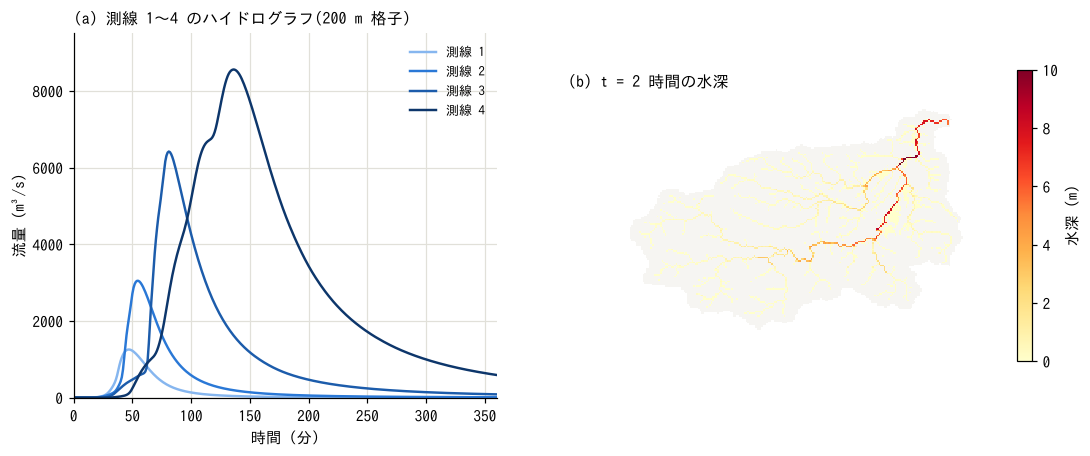 (a) 測線 1〜4 のハイドログラフ(200 m 格子)
測線 1
測線 2
測線 3
測線 4
8000
6000
4000
2000
0
流量 (m³/s)
0 50 100 150 200 250 300 350
時間 (分)
(b) t = 2 時間の水深
10
8
6
4
2
0
水深 (m)